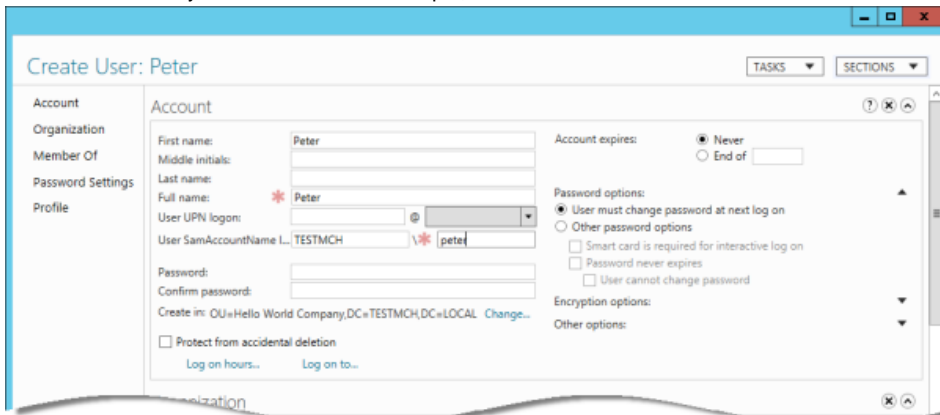 Create User: Peter
TASKS
SECTIONS
Account
Organization
Member Of
Password Settings
Profile
Account
First name: Peter
Middle initials:
Last name:
Full name: * Peter
User UPN logon: @
User SamAccountName l... TESTMCH \* peter
Password:
Confirm password:
Create in: OU=Hello World Company,DC=TESTMCH,DC=LOCAL Change...
Protect from accidental deletion
Log on hours... Log on to...
Account expires: Never
End of
Password options:
User must change password at next log on
Other password options
Smart card is required for interactive log on
Password never expires
User cannot change password
Encryption options:
Other options: